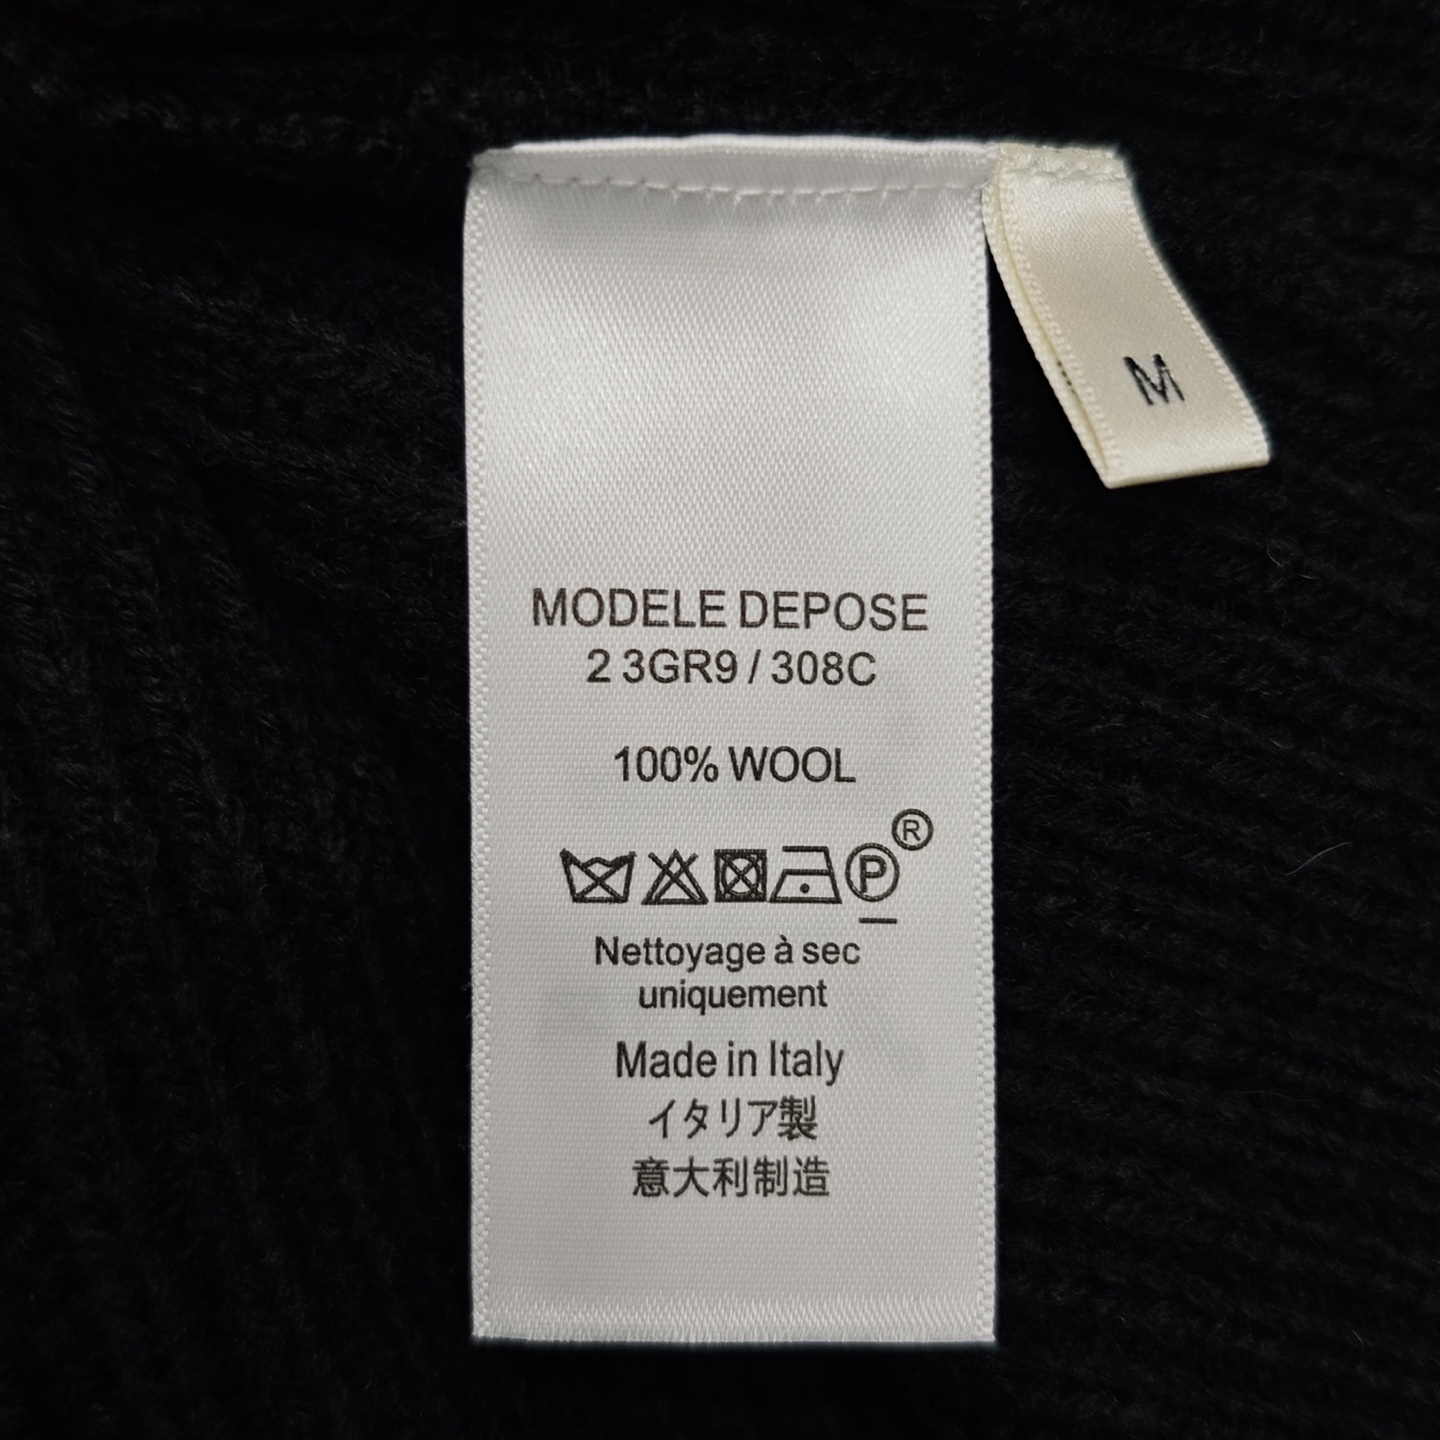 M
MODELE DEPOSE
2 3GR9 / 308C
100% WOOL
P ®
Nettoyage à sec
uniquement
Made in Italy
イタリア製
意大利制造